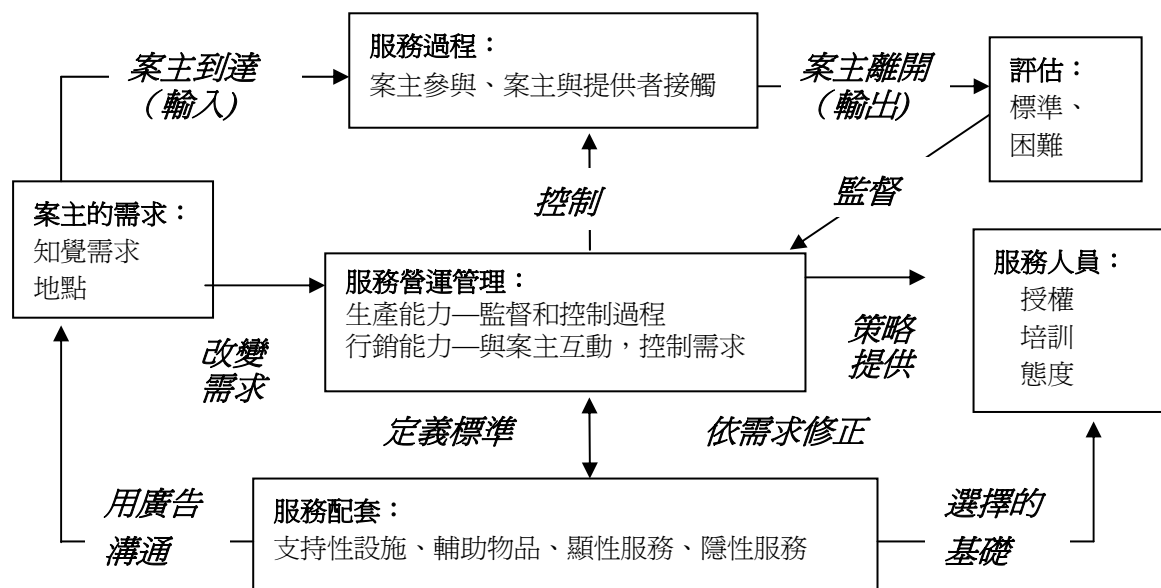 服務過程：
案主參與、案主與提供者接觸
案主到達
（輸入）
案主離開
（輸出）
評估：
標準、
困難
控制
監督
案主的需求：
知覺需求
地點
服務營運管理：
生產能力—監督和控制過程
行銷能力—與案主互動，控制需求
服務人員：
授權
培訓
態度
改變
需求
策略
提供
定義標準
依需求修正
用廣告
溝通
服務配套：
支持性設施、輔助物品、顯性服務、隱性服務
選擇的
基礎